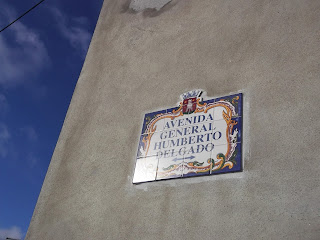 AVENIDA
GENERAL
HUMBERTO
DELGADO